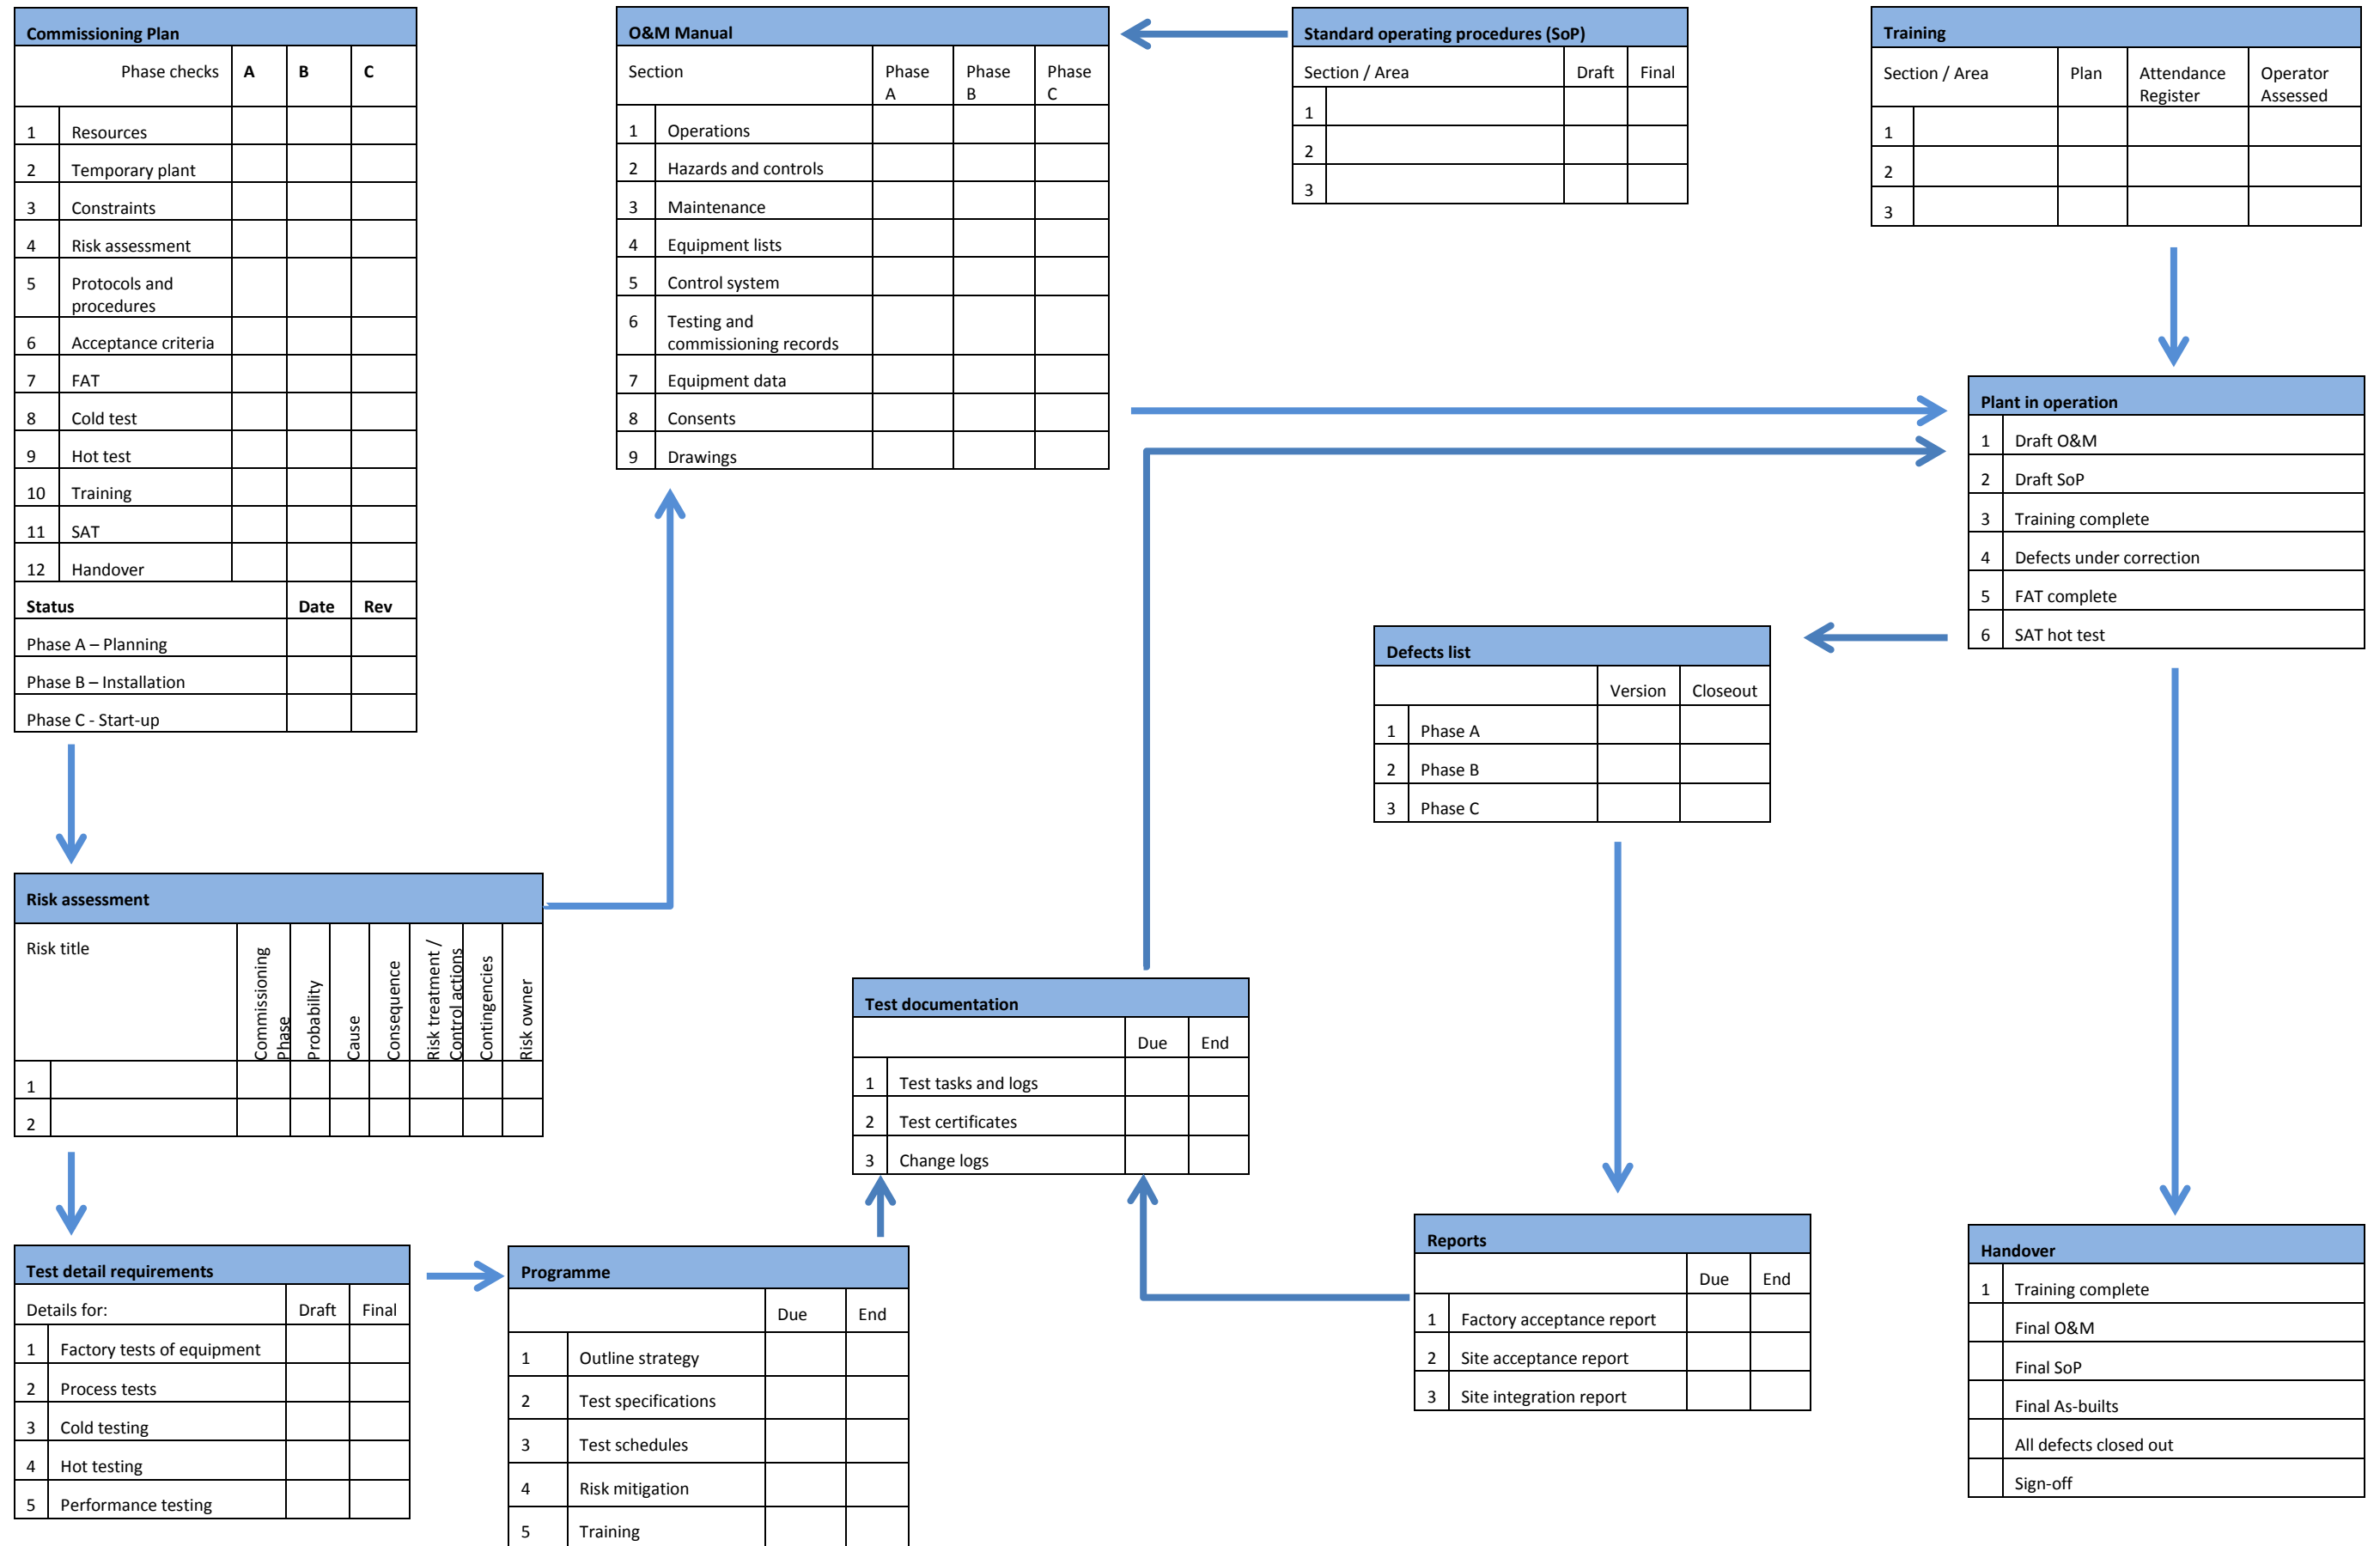 Commissioning Plan
Phase checks A B C
1 Resources
2 Temporary plant
3 Constraints
4 Risk assessment
5 Protocols and
procedures
6 Acceptance criteria
7 FAT
8 Cold test
9 Hot test
10 Training
11 SAT
12 Handover
Status Date Rev
Phase A – Planning
Phase B – Installation
Phase C - Start-up
O&M Manual
Section Phase A Phase B Phase C
1 Operations
2 Hazards and controls
3 Maintenance
4 Equipment lists
5 Control system
6 Testing and
commissioning records
7 Equipment data
8 Consents
9 Drawings
Standard operating procedures (SoP)
Section / Area Draft Final
1
2
3
Training
Section / Area Plan Attendance Register Operator Assessed
1
2
3
Plant in operation
1 Draft O&M
2 Draft SoP
3 Training complete
4 Defects under correction
5 FAT complete
6 SAT hot test
Defects list
Version Closeout
1 Phase A
2 Phase B
3 Phase C
Risk assessment
Risk title
Commissioning
Phase
Probability
Cause
Consequence
Risk treatment /
Control actions
Contingencies
Risk owner
1
2
Test documentation
Due End
1 Test tasks and logs
2 Test certificates
3 Change logs
Test detail requirements
Details for: Draft Final
1 Factory tests of equipment
2 Process tests
3 Cold testing
4 Hot testing
5 Performance testing
Programme
Due End
1 Outline strategy
2 Test specifications
3 Test schedules
4 Risk mitigation
5 Training
Reports
Due End
1 Factory acceptance report
2 Site acceptance report
3 Site integration report
Handover
1 Training complete
Final O&M
Final SoP
Final As-builts
All defects closed out
Sign-off